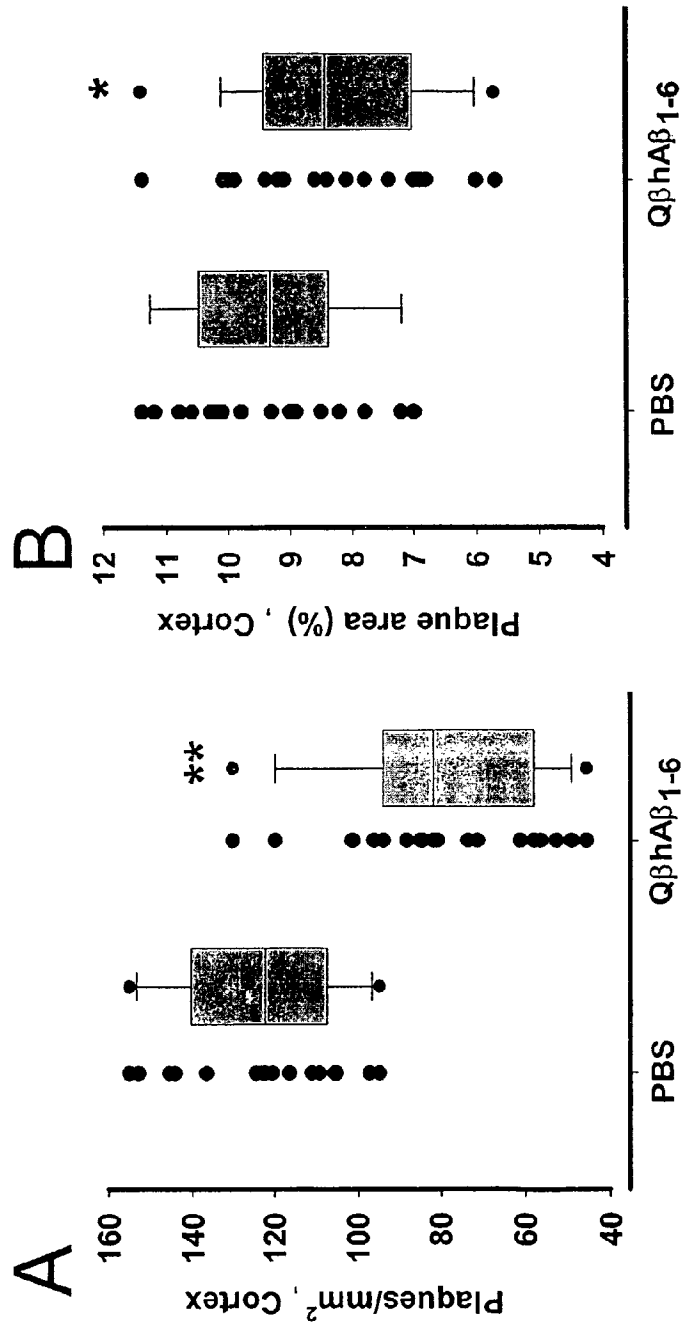 A
Plaques/mm², Cortex
160
140
120
100
80
60
40
**
PBS
QβhAβ1-6
B
Plaque area (%) , Cortex
12
11
10
9
8
7
6
5
4
*
PBS
QβhAβ1-6